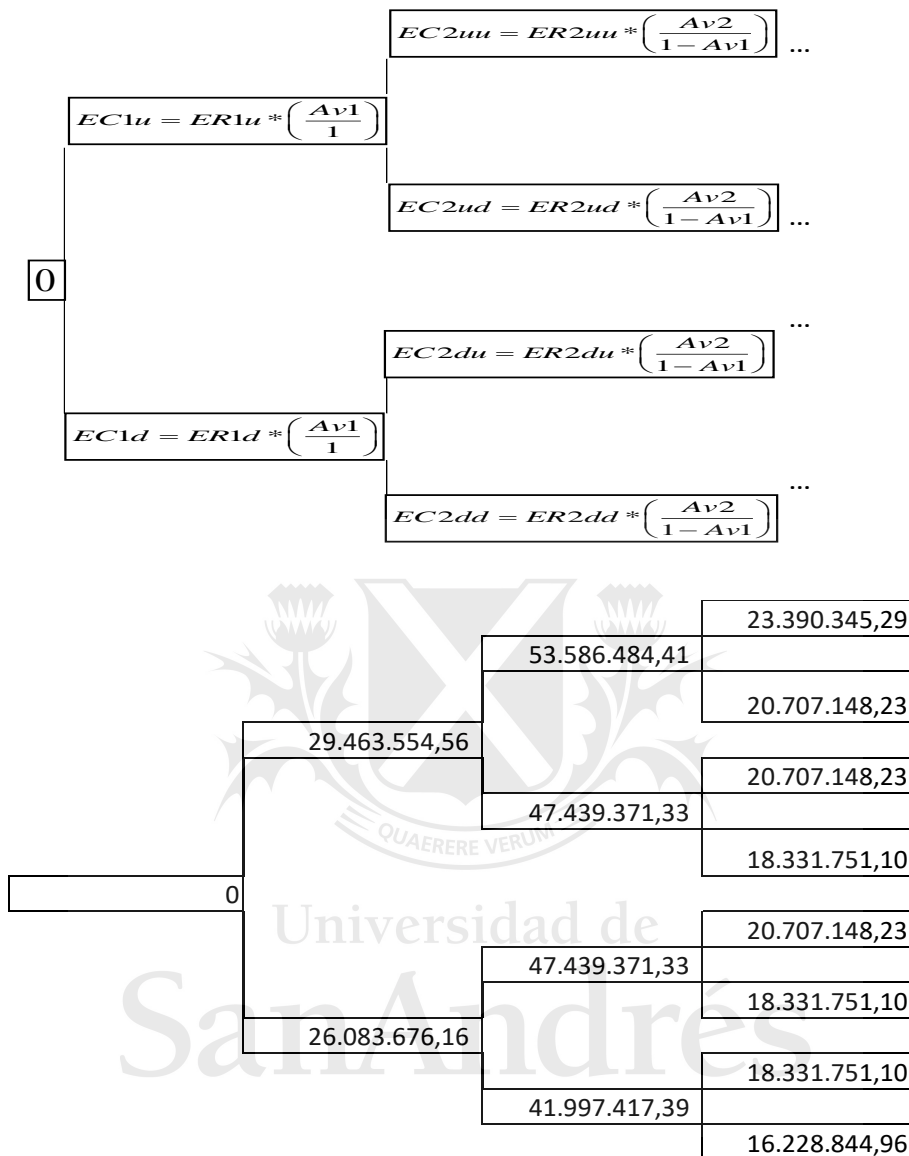 EC2uu = ER2uu * (Av2 / 1 − Av1) ...
EC1u = ER1u * (Av1 / 1)
EC2ud = ER2ud * (Av2 / 1 − Av1) ...
0
...
EC2du = ER2du * (Av2 / 1 − Av1)
EC1d = ER1d * (Av1 / 1)
...
EC2dd = ER2dd * (Av2 / 1 − Av1)
23.390.345,29
53.586.484,41
20.707.148,23
29.463.554,56
20.707.148,23
47.439.371,33
QUAERERE VERUM
18.331.751,10
0
Universidad de
20.707.148,23
47.439.371,33
SanAndrés
18.331.751,10
26.083.676,16
18.331.751,10
41.997.417,39
16.228.844,96